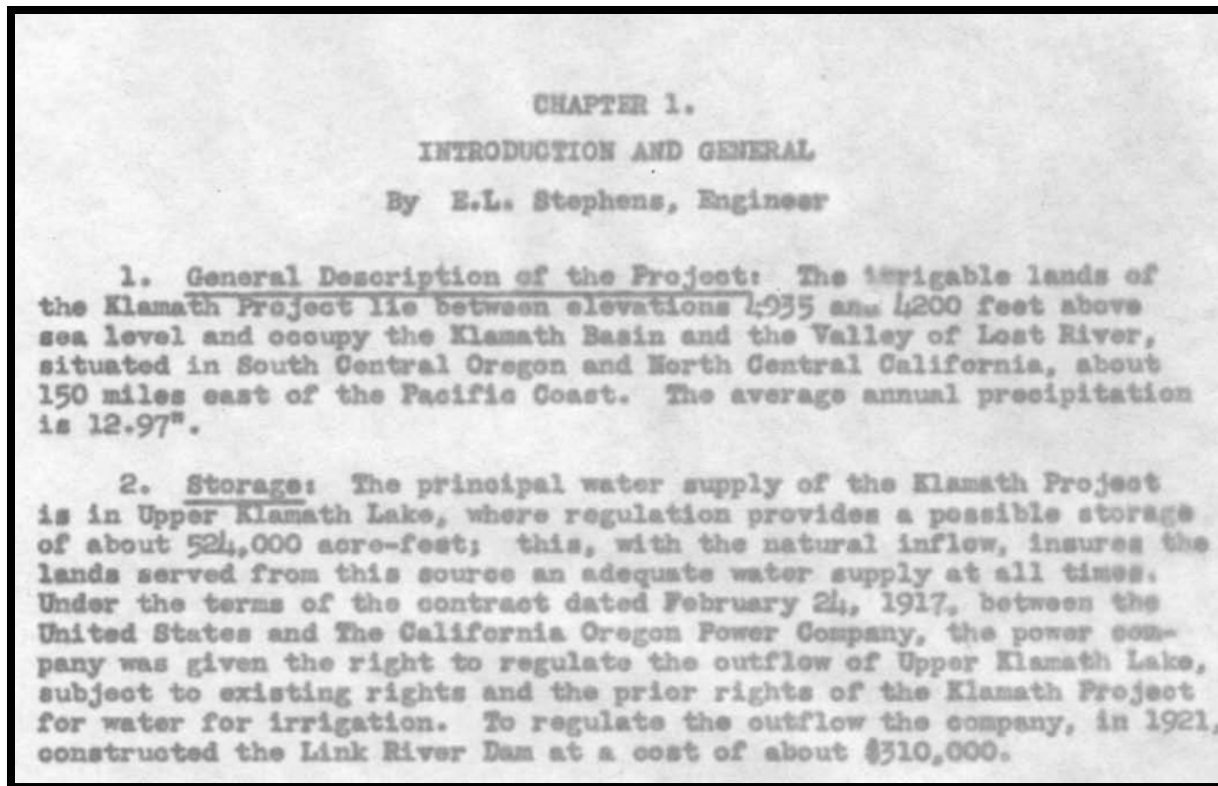 CHAPTER 1.
INTRODUCTION AND GENERAL
By E.L. Stephens, Engineer
1. General Description of the Project: The irrigable lands of
the Klamath Project lie between elevations 4935 and 4200 feet above
sea level and occupy the Klamath Basin and the Valley of Lost River,
situated in South Central Oregon and North Central California, about
150 miles east of the Pacific Coast. The average annual precipitation
is 12.97".
2. Storage: The principal water supply of the Klamath Project
is in Upper Klamath Lake, where regulation provides a possible storage
of about 524,000 acre-feet; this, with the natural inflow, insures the
lands served from this source an adequate water supply at all times.
Under the terms of the contract dated February 24, 1917, between the
United States and The California Oregon Power Company, the power com-
pany was given the right to regulate the outflow of Upper Klamath Lake,
subject to existing rights and the prior rights of the Klamath Project
for water for irrigation. To regulate the outflow the company, in 1921,
constructed the Link River Dam at a cost of about $310,000.